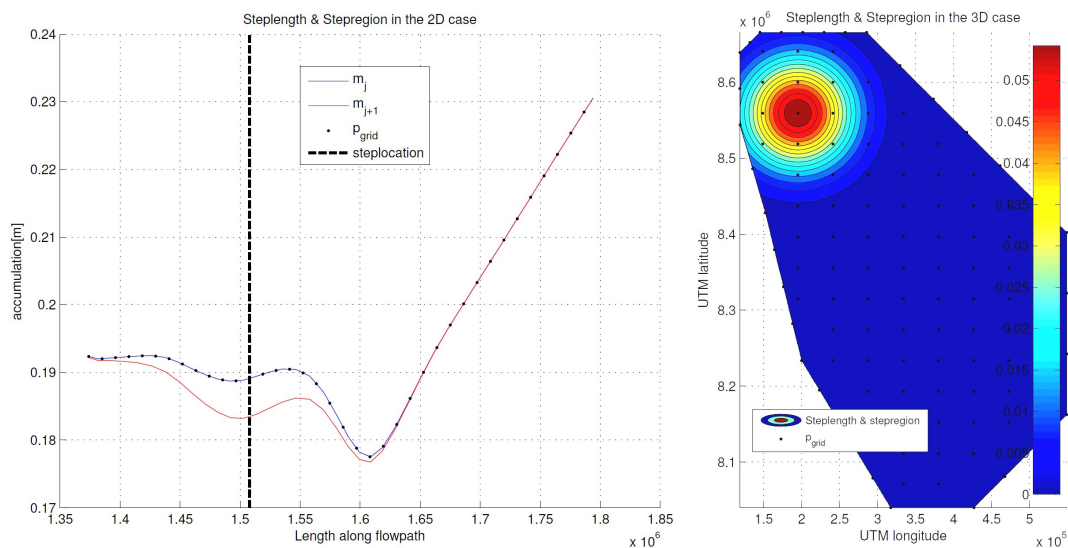 Steplength & Stepregion in the 2D case
0.24
0.23
0.22
0.21
0.2
0.19
0.18
0.17
accumulation[m]
m_j
m_{j+1}
p_grid
steplocation
1.35
1.4
1.45
1.5
1.55
1.6
1.65
1.7
1.75
1.8
1.85
Length along flowpath
x 10^6
x 10^6
Steplength & Stepregion in the 3D case
8.6
8.5
8.4
8.3
8.2
8.1
UTM latitude
0.05
0.045
0.04
0.035
0.03
0.025
0.02
0.015
0.01
0.005
0
Steplength & stepregion
p_grid
1.5
2
2.5
3
3.5
4
4.5
5
UTM longitude
x 10^5